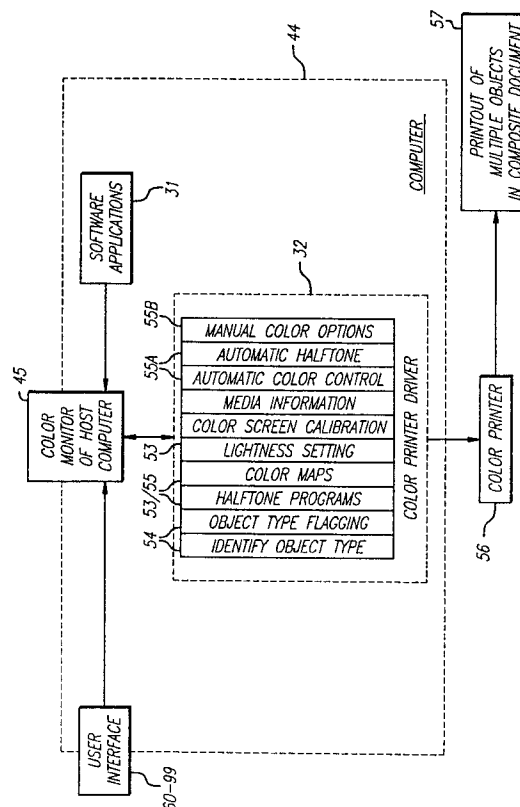 44
57
PRINTOUT OF
MULTIPLE OBJECTS
IN COMPOSITE DOCUMENT
COMPUTER
31
SOFTWARE
APPLICATIONS
32
45
COLOR
MONITOR
OF HOST
COMPUTER
55B
55A
53
53/55
54
MANUAL COLOR OPTIONS
AUTOMATIC HALFTONE
AUTOMATIC COLOR CONTROL
MEDIA INFORMATION
COLOR SCREEN CALIBRATION
LIGHTNESS SETTING
COLOR MAPS
HALFTONE PROGRAMS
OBJECT TYPE FLAGGING
IDENTIFY OBJECT TYPE
COLOR PRINTER DRIVER
COLOR PRINTER
56
USER
INTERFACE
60-99